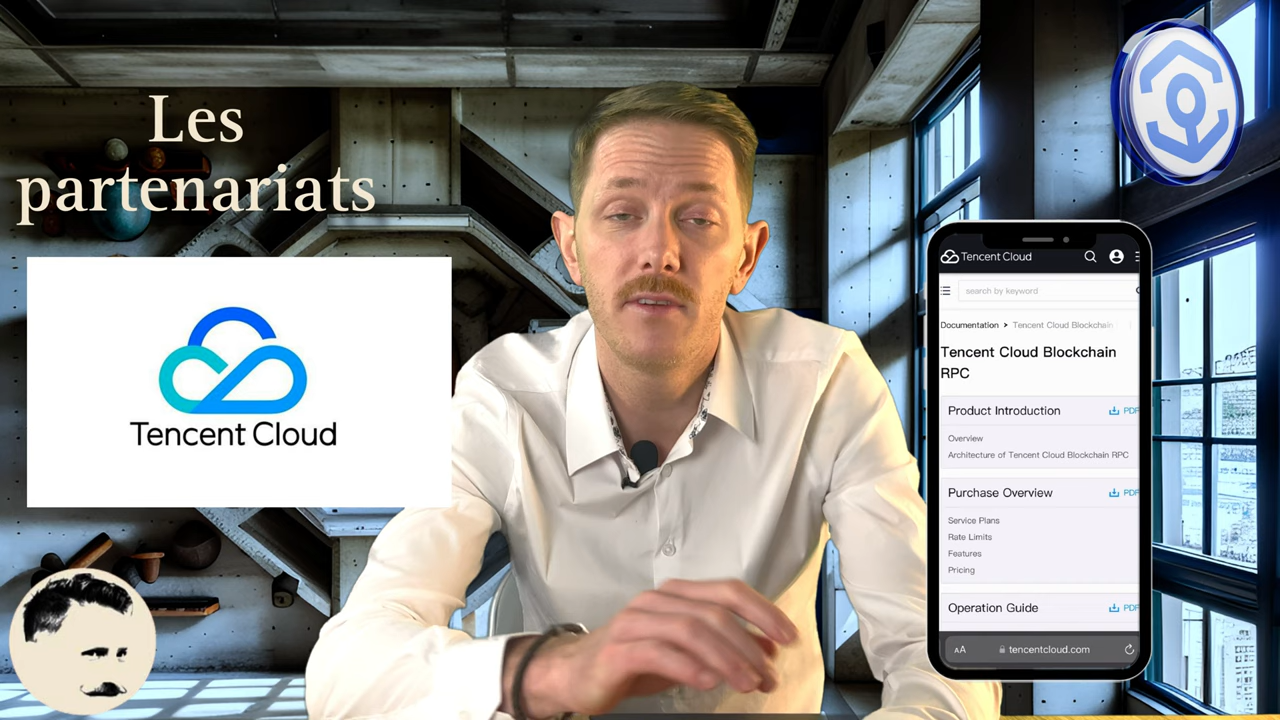 Les
partenariats
Tencent Cloud
Tencent Cloud
search by keyword
Documentation > Tencent Cloud Blockchain
Tencent Cloud Blockchain
RPC
Product Introduction
PDF
Overview
Architecture of Tencent Cloud Blockchain RPC
Purchase Overview
PDF
Service Plans
Rate Limits
Features
Pricing
Operation Guide
PDF
AA
tencentcloud.com